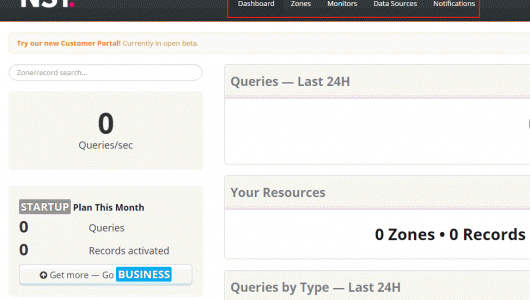 NS1.
Dashboard Zones Monitors Data Sources Notifications
Try our new Customer Portal! Currently in open beta.
Zone/record search...
0
Queries/sec
STARTUP Plan This Month
0 Queries
0 Records activated
Get more — Go BUSINESS
Queries — Last 24H
Your Resources
0 Zones • 0 Records
Queries by Type — Last 24H